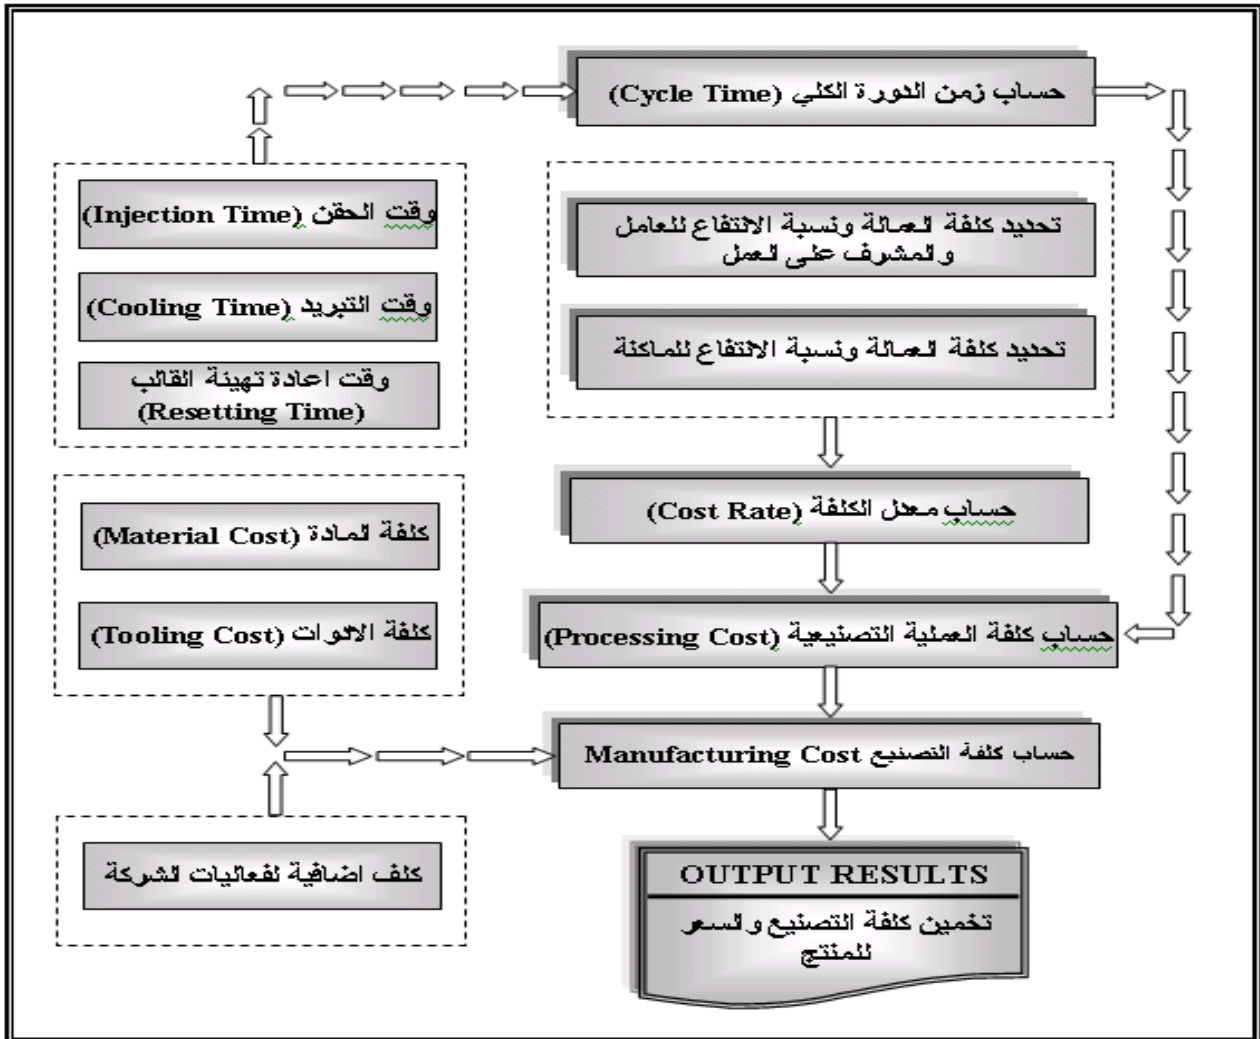 حساب زمن الدورة الكلي (Cycle Time)
وقت الحقن (Injection Time)
وقت التبريد (Cooling Time)
وقت اعادة تهيئة القالب
(Resetting Time)
تحديد كلفة العمالة ونسبة الانتفاع للعامل
والمشرف على العمل
تحديد كلفة العمالة ونسبة الانتفاع للماكنة
حساب معدل الكلفة (Cost Rate)
كلفة المادة (Material Cost)
كلفة الادوات (Tooling Cost)
حساب كلفة العملية التصنيعية (Processing Cost)
حساب كلفة التصنيع Manufacturing Cost
كلف اضافية لفعاليات الشركة
OUTPUT RESULTS
تخمين كلفة التصنيع والسعر
للمنتج